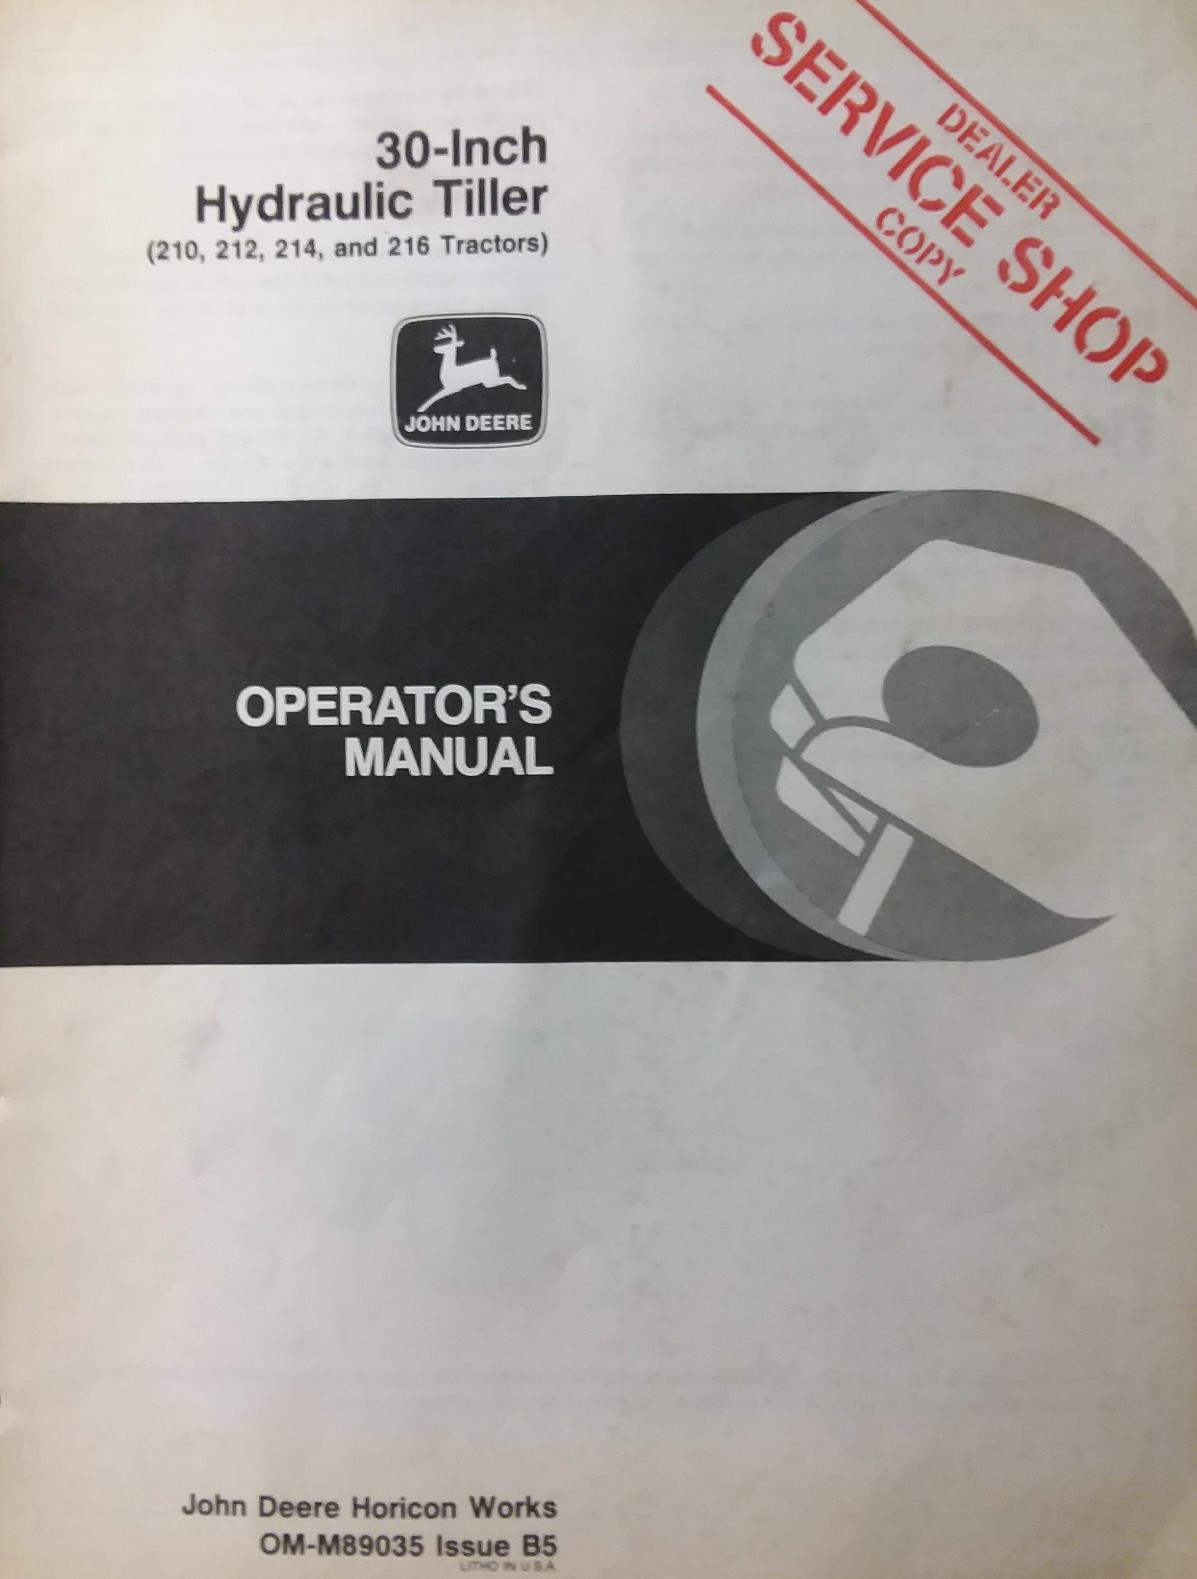 30-Inch
Hydraulic Tiller
(210, 212, 214, and 216 Tractors)
DEALER
SERVICE SHOP
COPY
JOHN DEERE
OPERATOR'S
MANUAL
John Deere Horicon Works
OM-M89035 Issue B5
LITHO IN U.S.A.